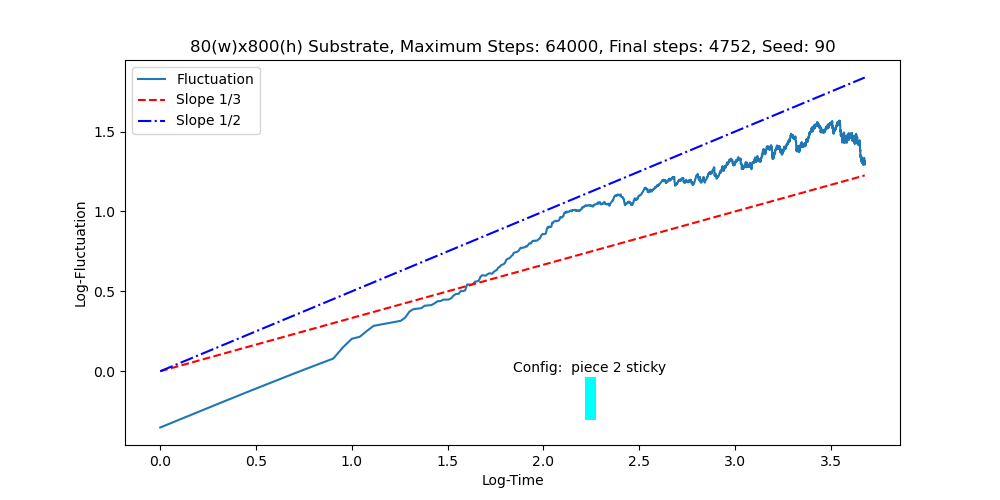 80(w)x800(h) Substrate, Maximum Steps: 64000, Final steps: 4752, Seed: 90
Fluctuation
Slope 1/3
Slope 1/2
Log-Fluctuation
1.5
1.0
0.5
0.0
Config:  piece 2 sticky
0.0 0.5 1.0 1.5 2.0 2.5 3.0 3.5
Log-Time